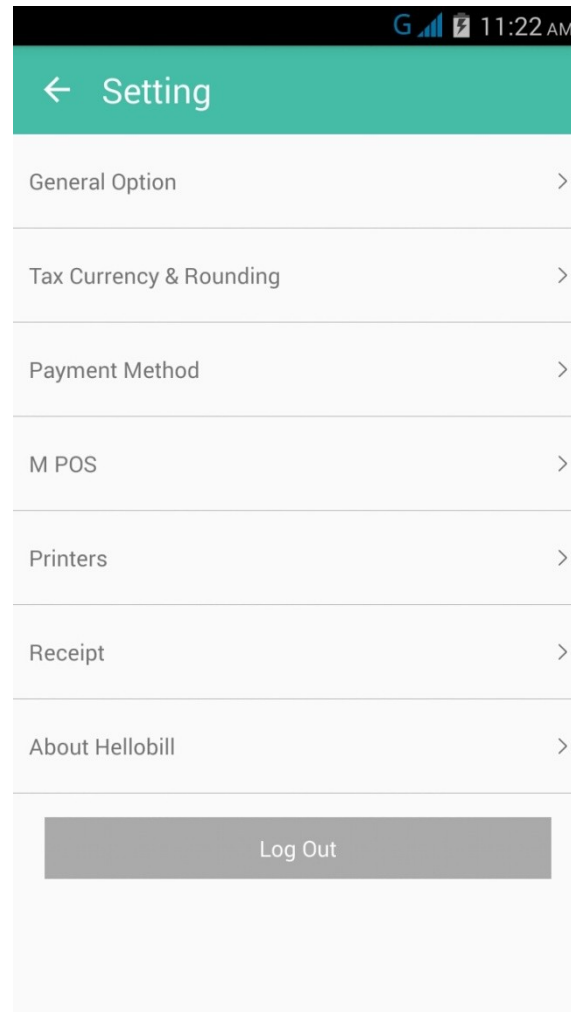 G 11:22 AM
Setting
General Option
Tax Currency & Rounding
Payment Method
M POS
Printers
Receipt
About Hellobill
Log Out